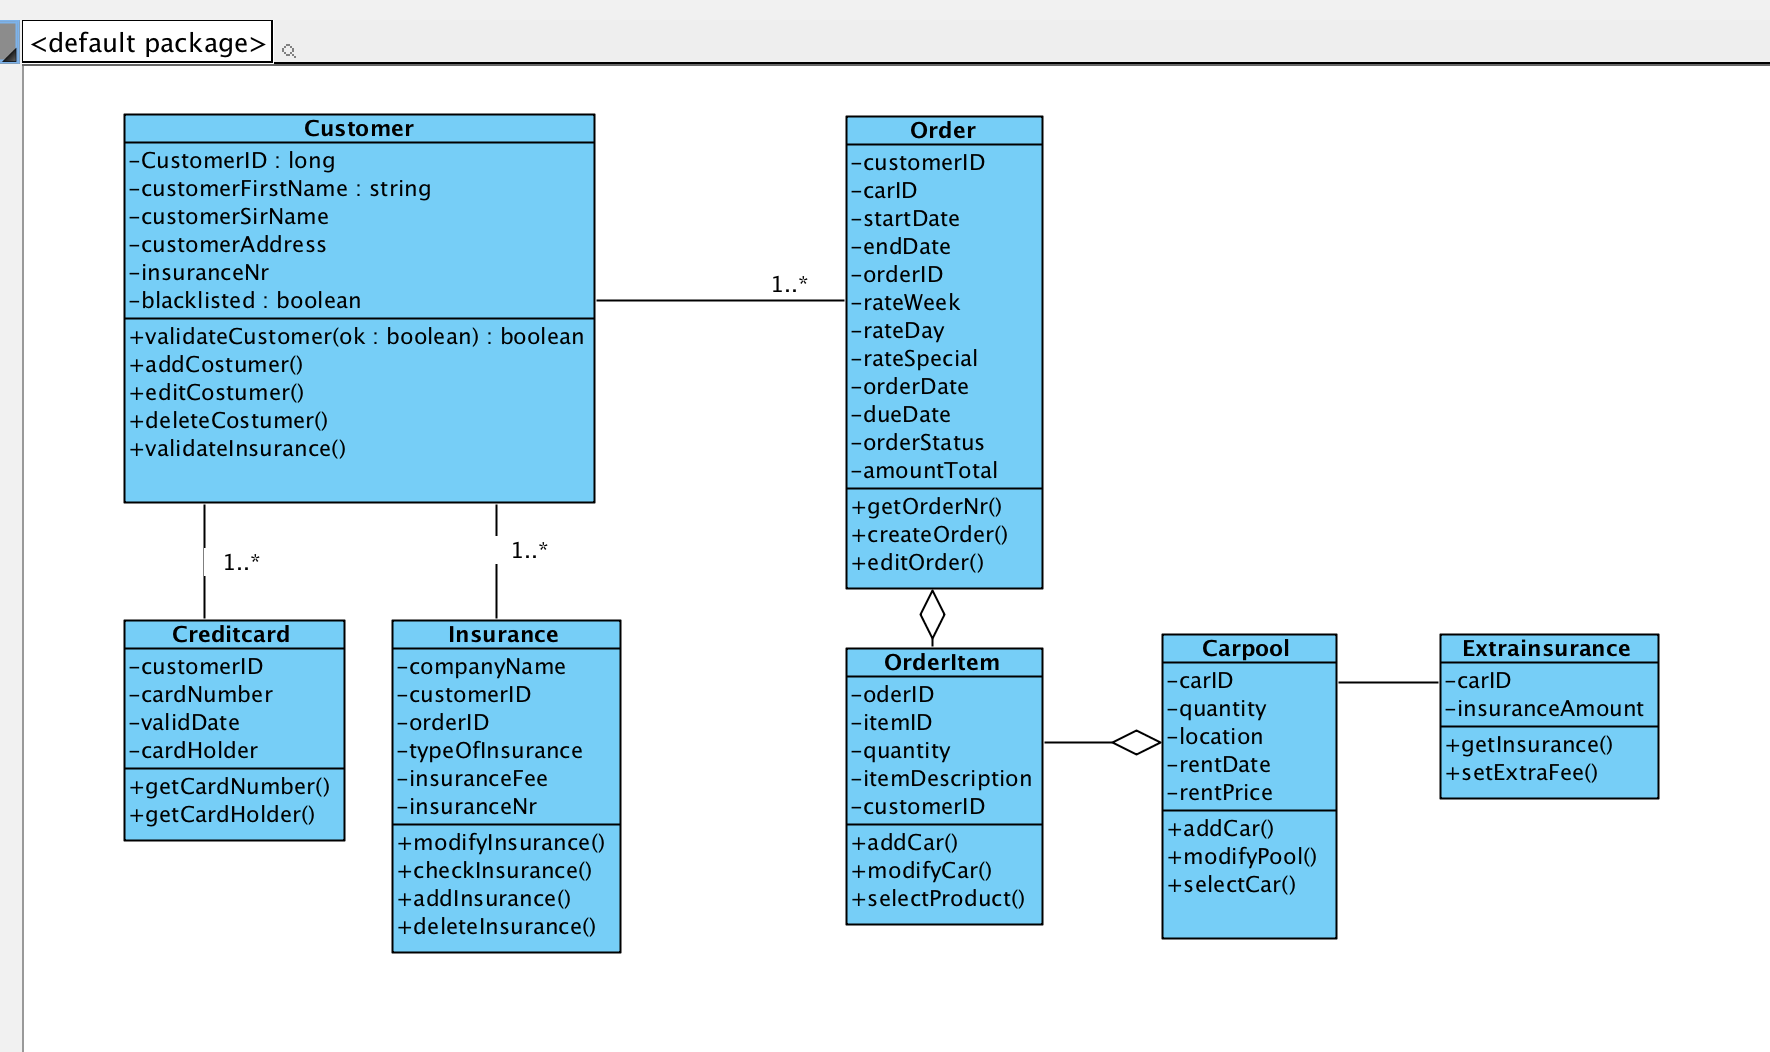 <default package>
Customer
-CustomerID : long
-customerFirstName : string
-customerSirName
-customerAddress
-insuranceNr
-blacklisted : boolean
+validateCustomer(ok : boolean) : boolean
+addCostumer()
+editCostumer()
+deleteCostumer()
+validateInsurance()
1..*
Order
-customerID
-carID
-startDate
-endDate
-orderID
-rateWeek
-rateDay
-rateSpecial
-orderDate
-dueDate
-orderStatus
-amountTotal
+getOrderNr()
+createOrder()
+editOrder()
1..*
1..*
Creditcard
-customerID
-cardNumber
-validDate
-cardHolder
+getCardNumber()
+getCardHolder()
Insurance
-companyName
-customerID
-orderID
-typeOfInsurance
-insuranceFee
-insuranceNr
+modifyInsurance()
+checkInsurance()
+addInsurance()
+deleteInsurance()
OrderItem
-oderID
-itemID
-quantity
-itemDescription
-customerID
+addCar()
+modifyCar()
+selectProduct()
Carpool
-carID
-quantity
-location
-rentDate
-rentPrice
+addCar()
+modifyPool()
+selectCar()
Extrainsurance
-carID
-insuranceAmount
+getInsurance()
+setExtraFee()